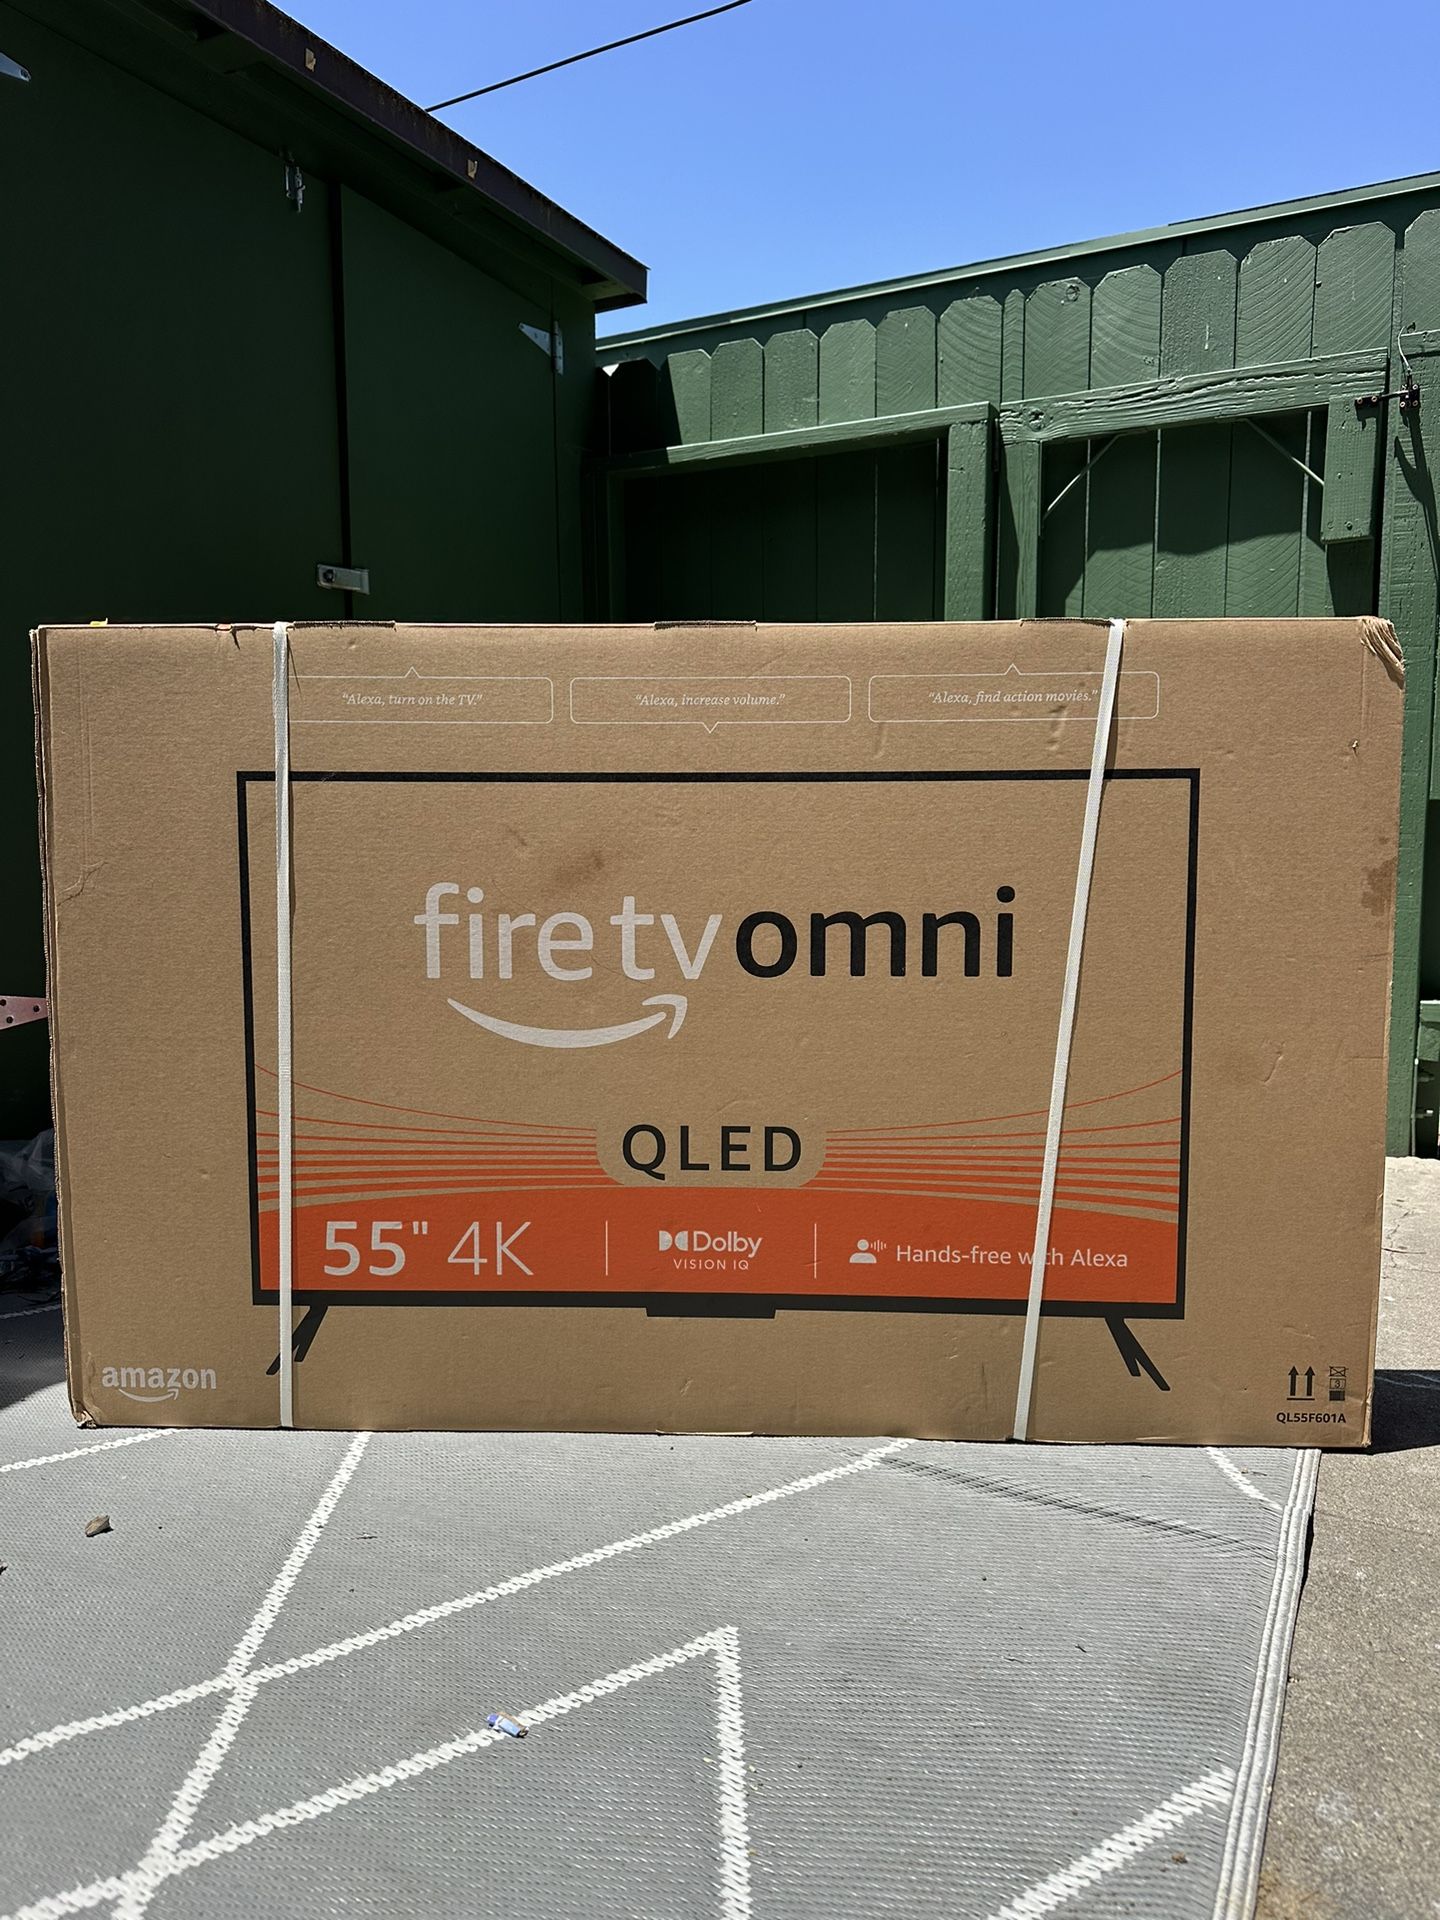 “Alexa, turn on the TV.”
“Alexa, increase volume.”
“Alexa, find action movies.”
fire tv omni
QLED
55" 4K
Dolby
VISION IQ
Hands-free with Alexa
amazon
3
QL55F601A